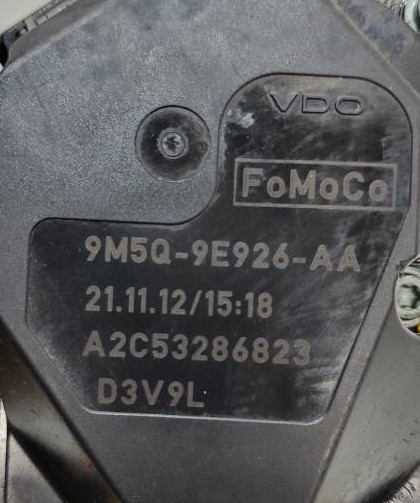 VDO
FoMoCo
9M5Q-9E926-AA
21.11.12/15:18
A2C53286823
D3V9L